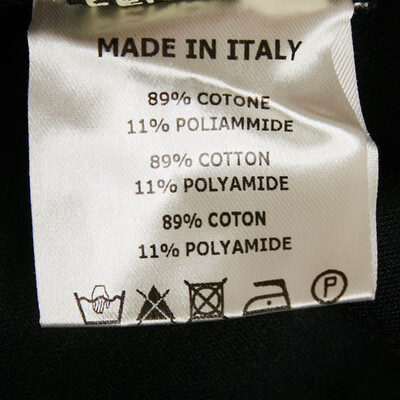 MADE IN ITALY
89% COTONE
11% POLIAMMIDE
89% COTTON
11% POLYAMIDE
89% COTON
11% POLYAMIDE
P